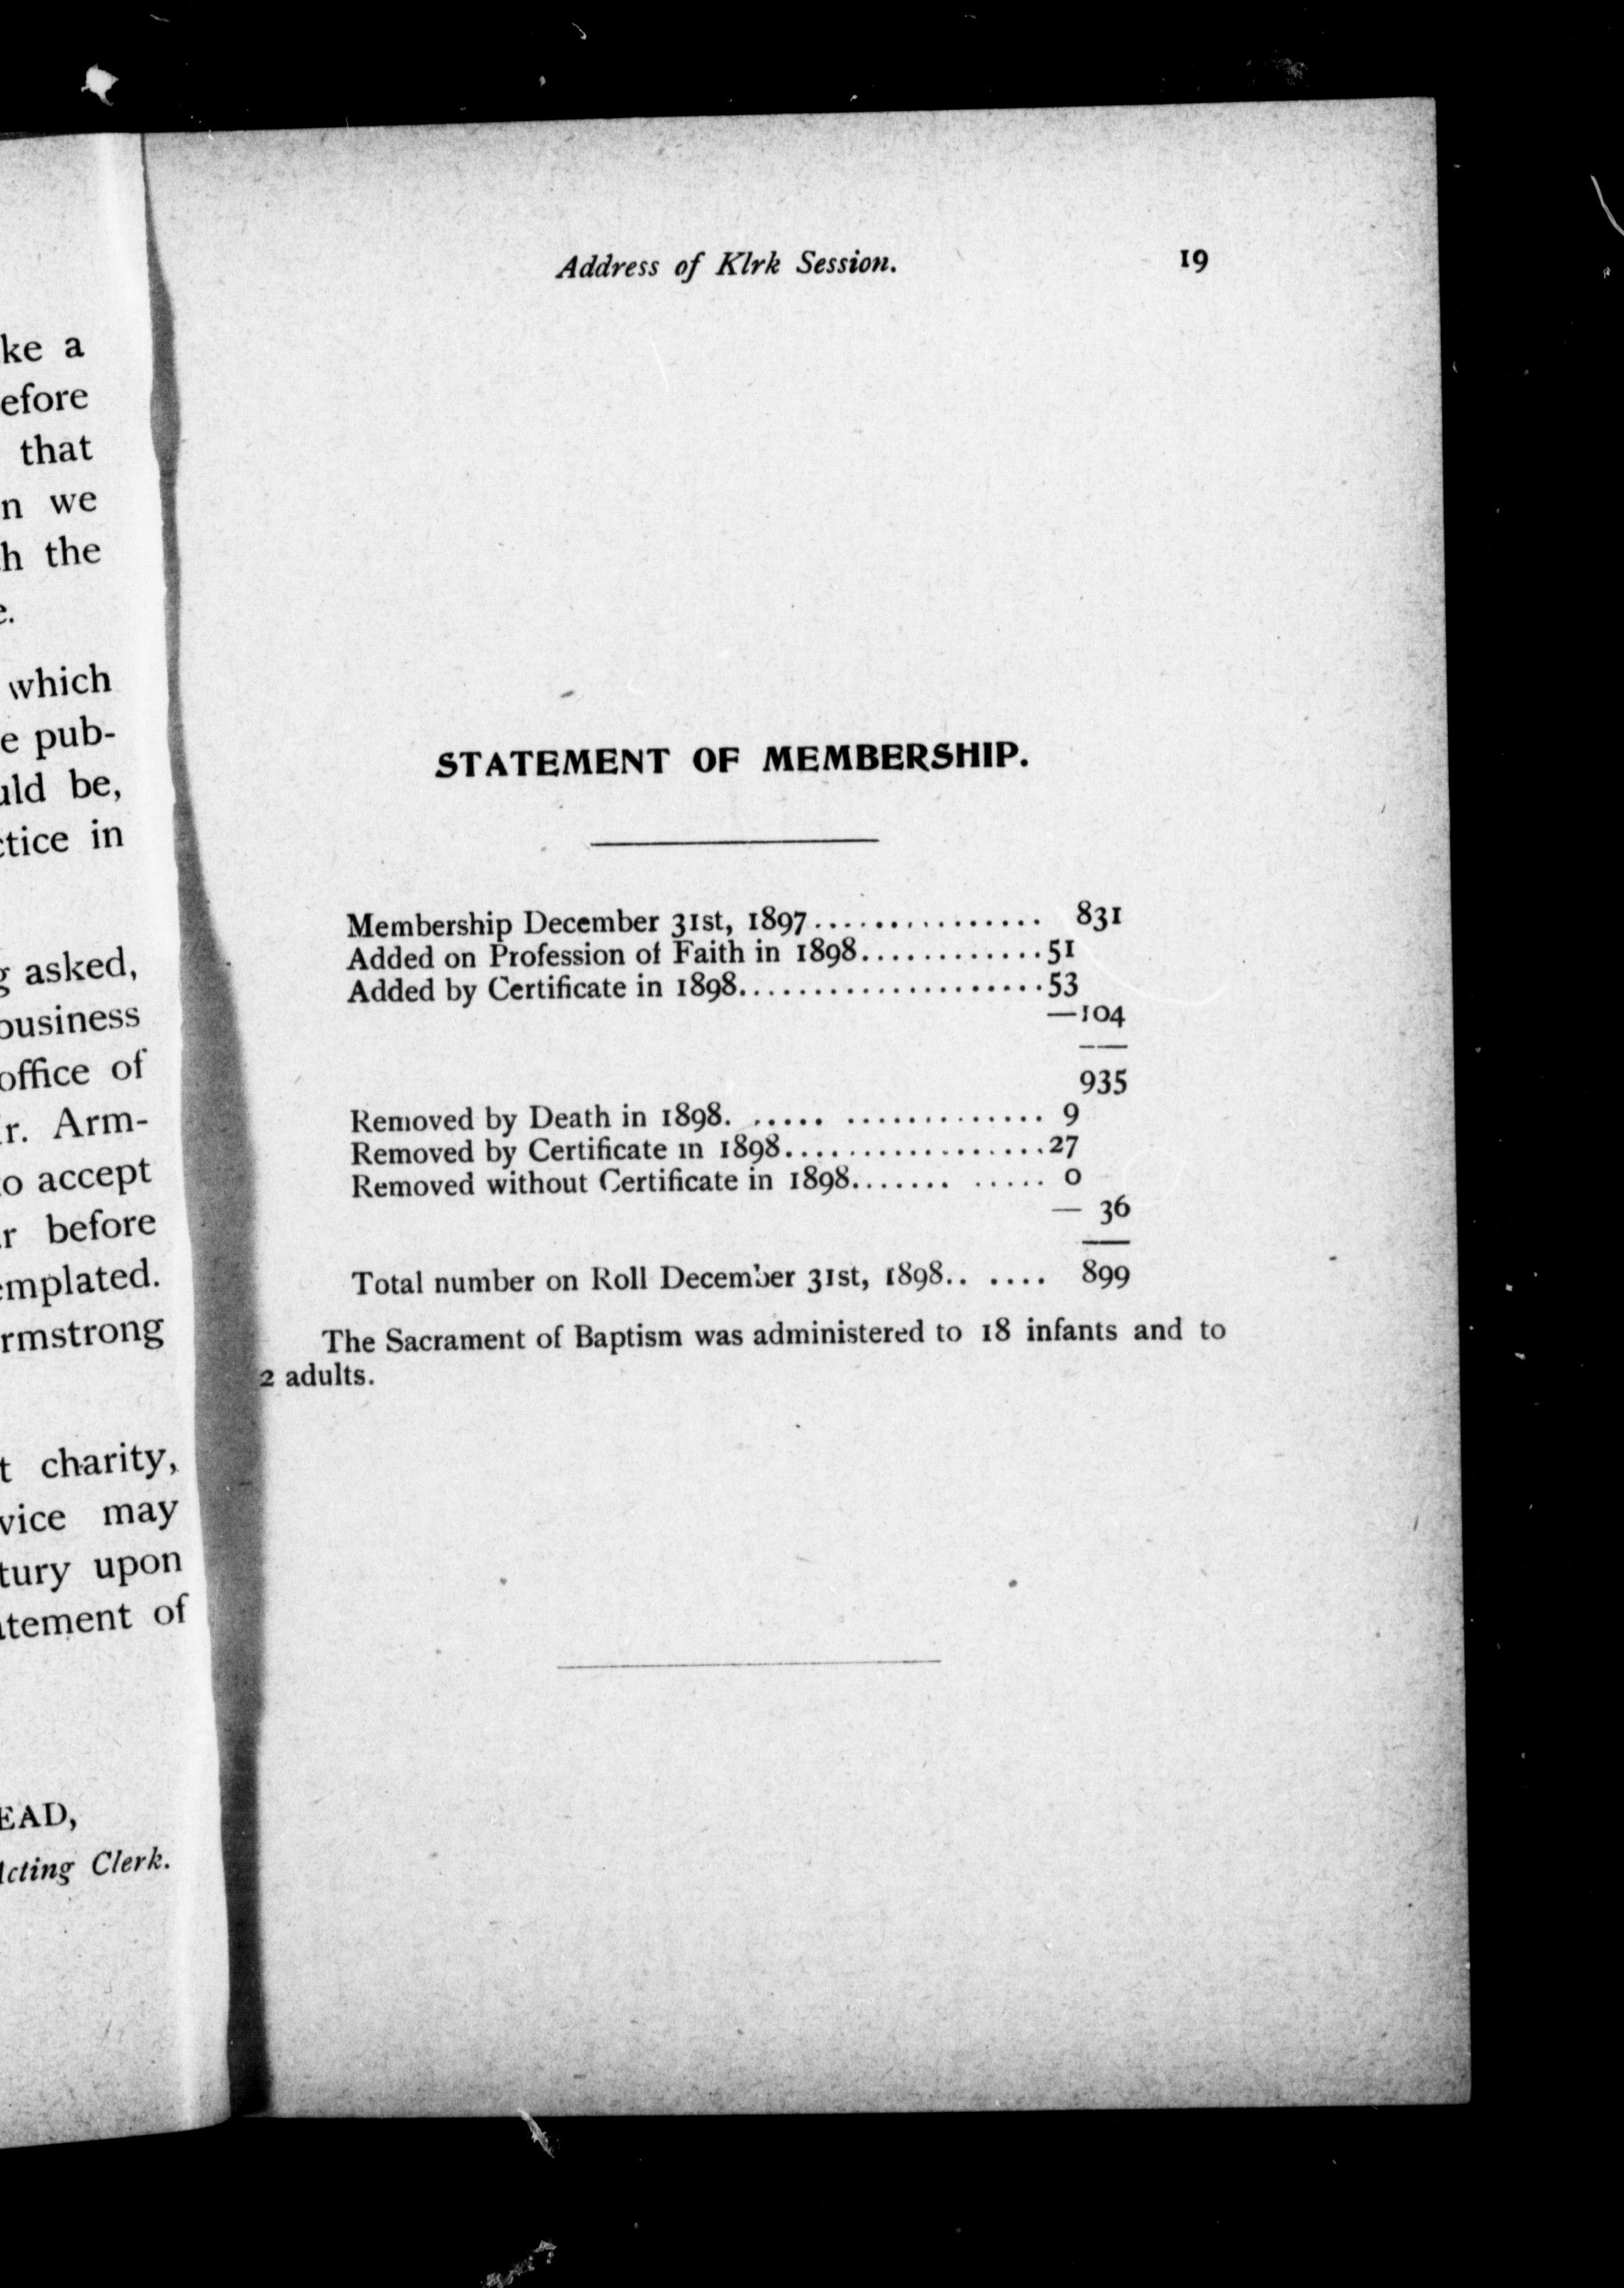 ke a
efore
that
n we
h the
e.
which
e pub-
uld be,
ctice in
g asked,
business
office of
r. Arm-
to accept
r before
emplated.
rmstrong
t charity,
vice may
tury upon
atement of
EAD,
Acting Clerk.
Address of Klrk Session. 19
STATEMENT OF MEMBERSHIP.
Membership December 31st, 1897............... 831
Added on Profession of Faith in 1898............51
Added by Certificate in 1898....................53
—104
935
Removed by Death in 1898. ..... ............. 9
Removed by Certificate in 1898.................27
Removed without Certificate in 1898....... ..... 0
— 36
Total number on Roll December 31st, 1898.. .... 899
The Sacrament of Baptism was administered to 18 infants and to
2 adults.